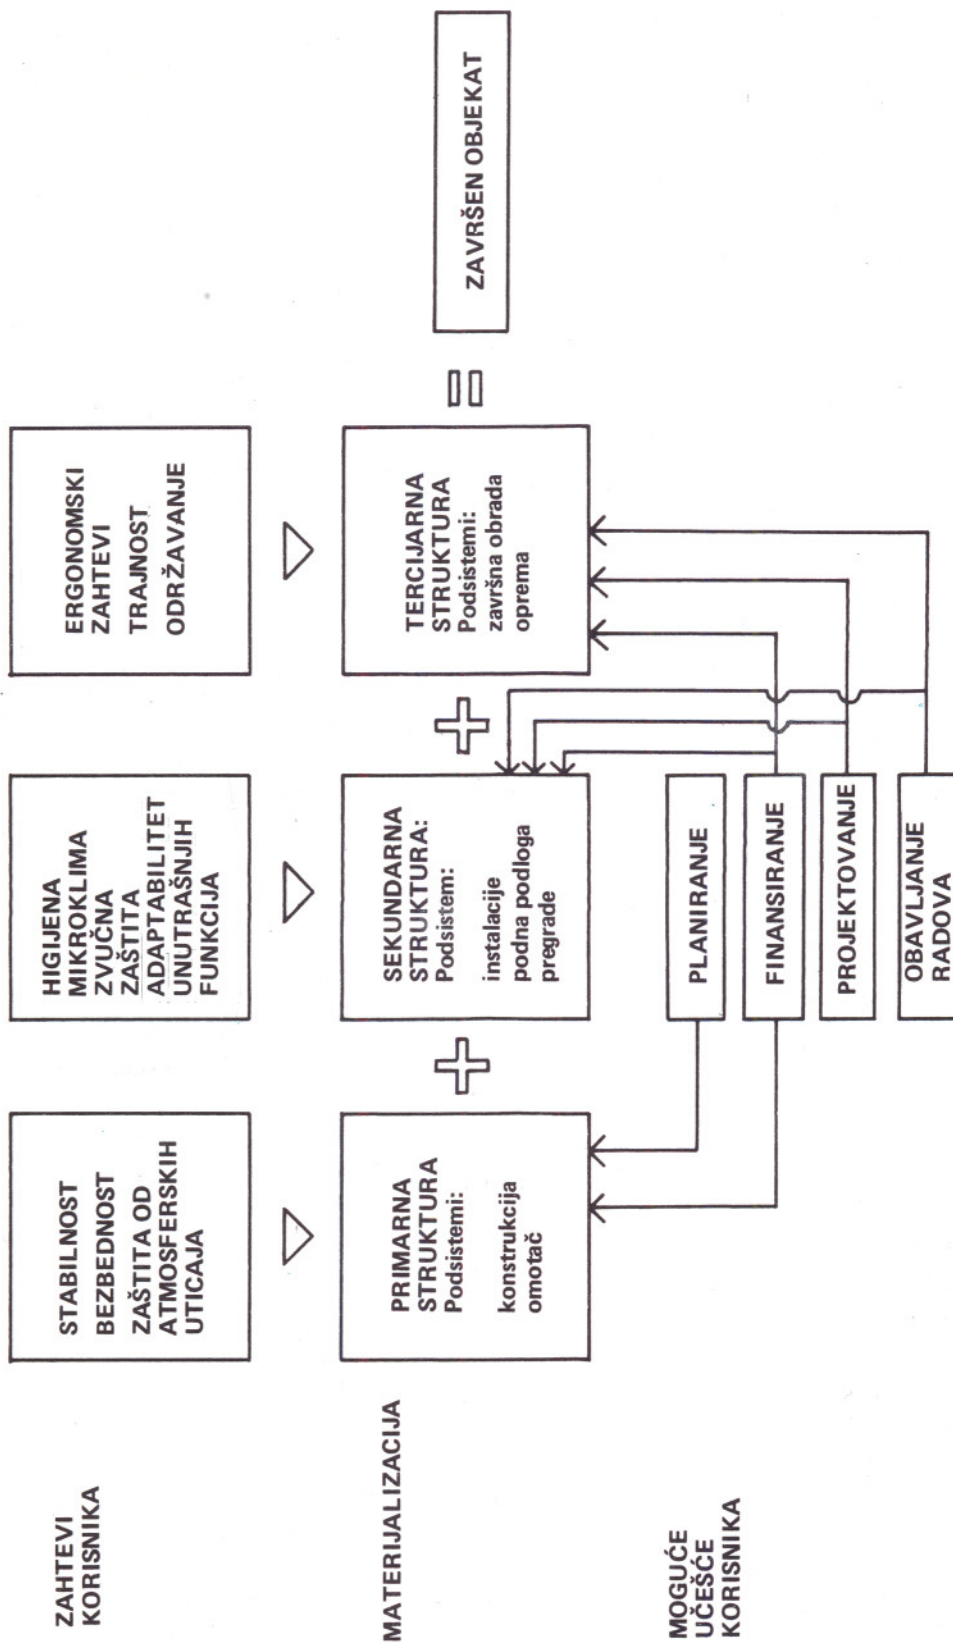 ZAHTEVI
KORISNIKA
STABILNOST
BEZBEDNOST
ZAŠTITA OD
ATMOSFERSKIH
UTICAJA
HIGIJENA
MIKROKLIMA
ZVUČNA
ZAŠTITA
ADAPTABILITET
UNUTRAŠNJIH
FUNKCIJA
ERGONOMSKI
ZAHTEVI
TRAJNOST
ODRŽAVANJE
MATERIJALIZACIJA
PRIMARNA
STRUKTURA
Podsistemi:
konstrukcija
omotač
+
SEKUNDARNA
STRUKTURA:
Podsistem:
instalacije
podna podloga
pregrade
+
TERCIJARNA
STRUKTURA
Podsistemi:
završna obrada
oprema
=
ZAVRŠEN OBJEKAT
MOGUĆE
UČEŠĆE
KORISNIKA
PLANIRANJE
FINANSIRANJE
PROJEKTOVANJE
OBAVLJANJE
RADOVA